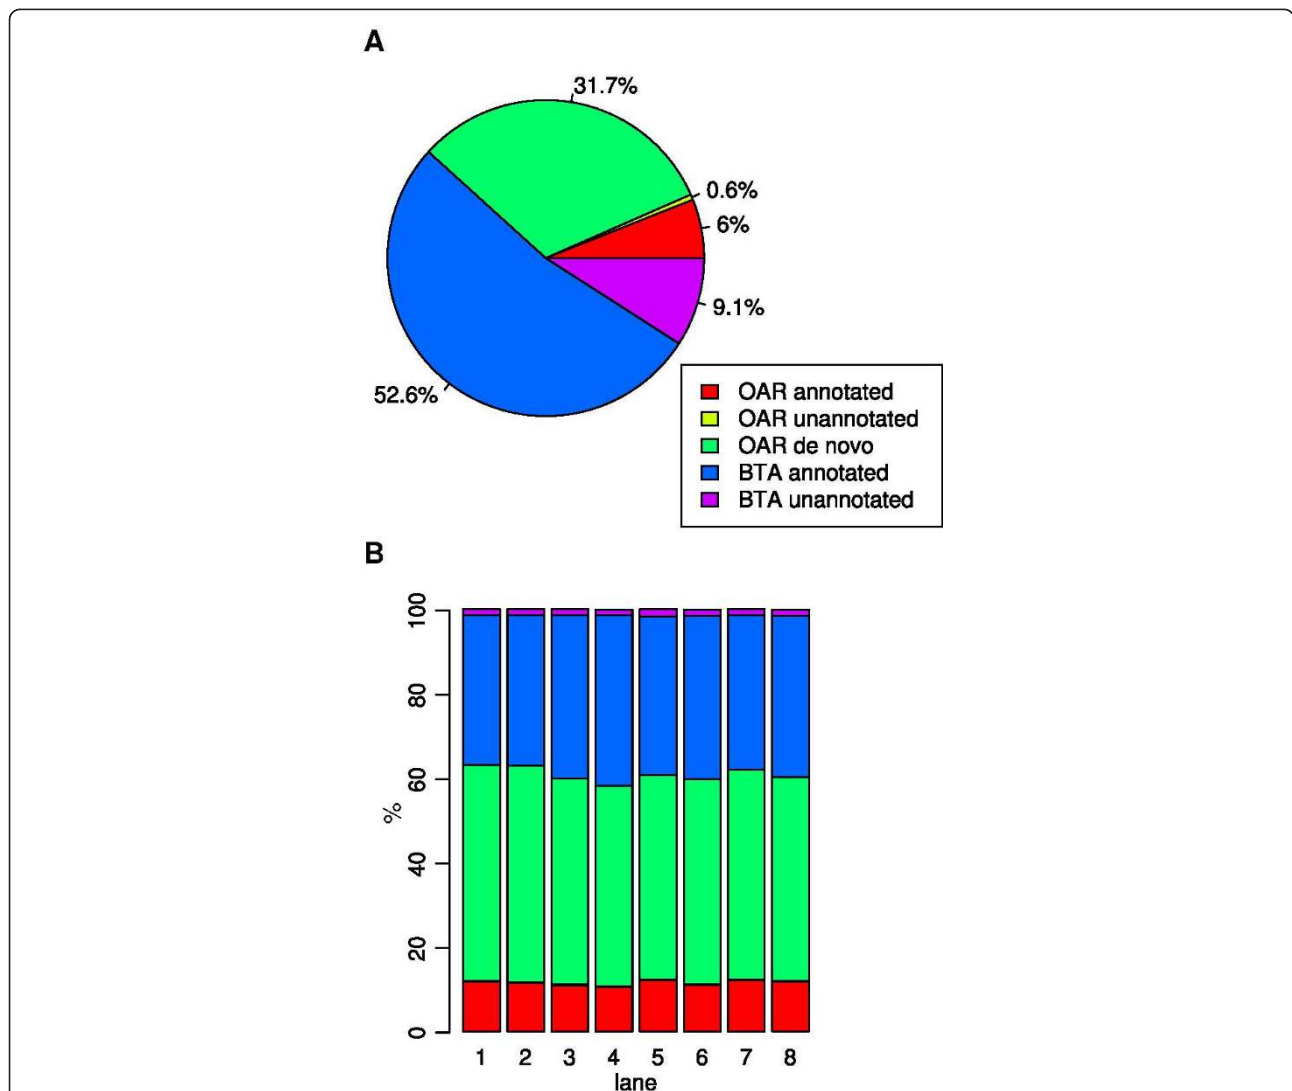 A
31.7%
0.6%
6%
9.1%
52.6%
OAR annotated
OAR unannotated
OAR de novo
BTA annotated
BTA unannotated
B
100
80
60
40
20
0
%
1 2 3 4 5 6 7 8
lane